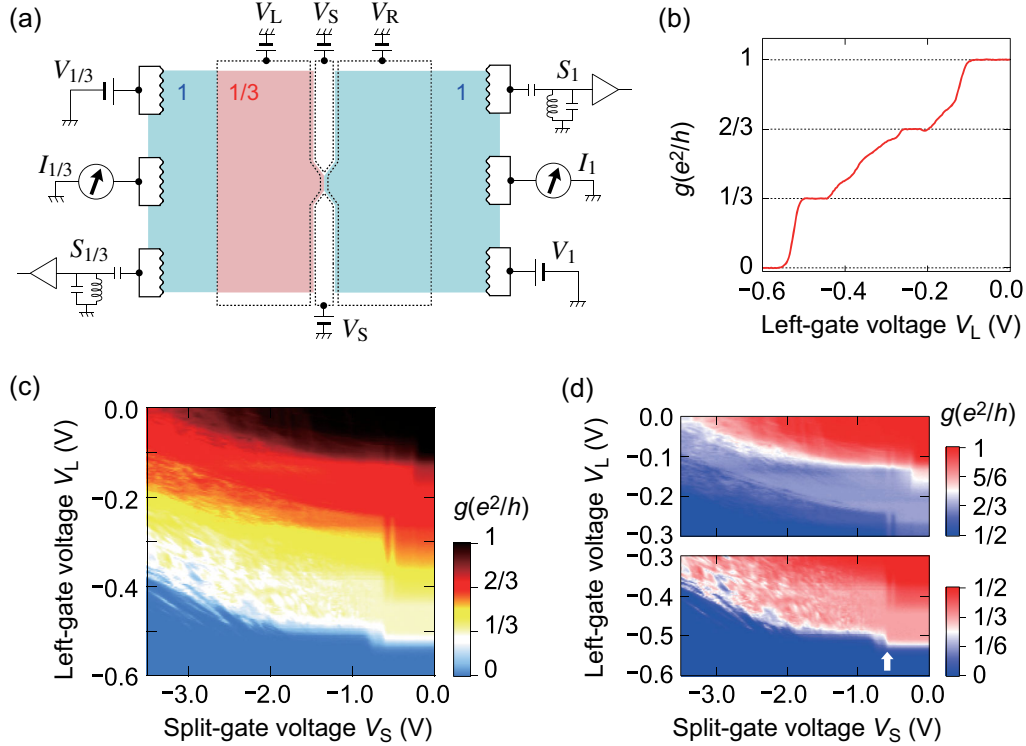 (a)
V_L V_S V_R
V_1/3
1 1/3 1
S_1
I_1/3
I_1
S_1/3
V_1
V_S
(b)
g(e²/h)
1
2/3
1/3
0
−0.6 −0.4 −0.2 0.0
Left-gate voltage V_L (V)
(c)
Left-gate voltage V_L (V)
0.0
−0.2
−0.4
−0.6
−3.0 −2.0 −1.0 0.0
Split-gate voltage V_S (V)
g(e²/h)
1
2/3
1/3
0
(d)
Left-gate voltage V_L (V)
0.0
−0.1
−0.2
−0.3
−0.3
−0.4
−0.5
−0.6
−3.0 −2.0 −1.0 0.0
Split-gate voltage V_S (V)
g(e²/h)
1
5/6
2/3
1/2
1/2
1/3
1/6
0